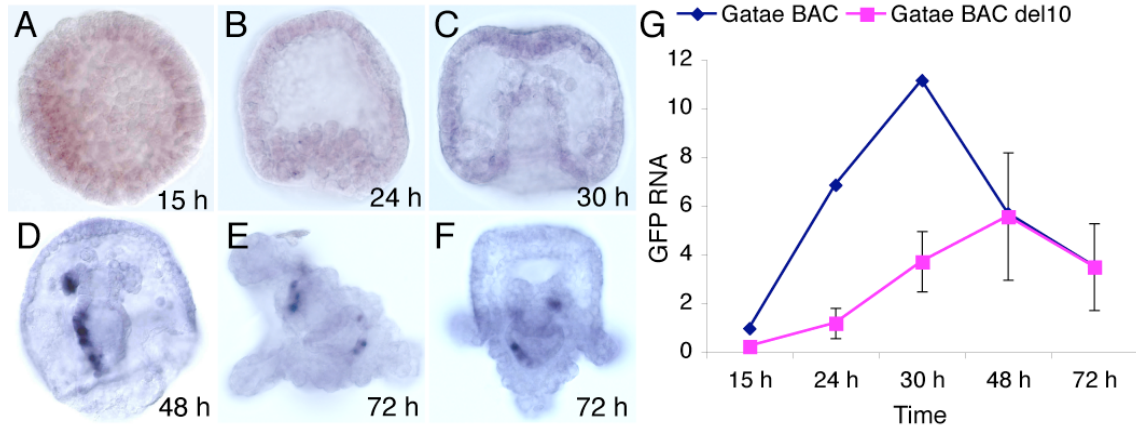 A
15 h
B
24 h
C
30 h
D
48 h
E
72 h
F
72 h
G
Gatae BAC
Gatae BAC del10
GFP RNA
12
10
8
6
4
2
0
15 h
24 h
30 h
48 h
72 h
Time